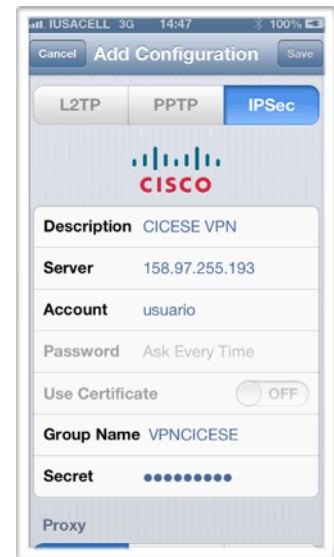 IUSACELL 3G 14:47 100%
Cancel Add Configuration Save
L2TP PPTP IPSec
CISCO
Description CICESE VPN
Server 158.97.255.193
Account usuario
Password Ask Every Time
Use Certificate OFF
Group Name VPNCICESE
Secret •••••••••
Proxy